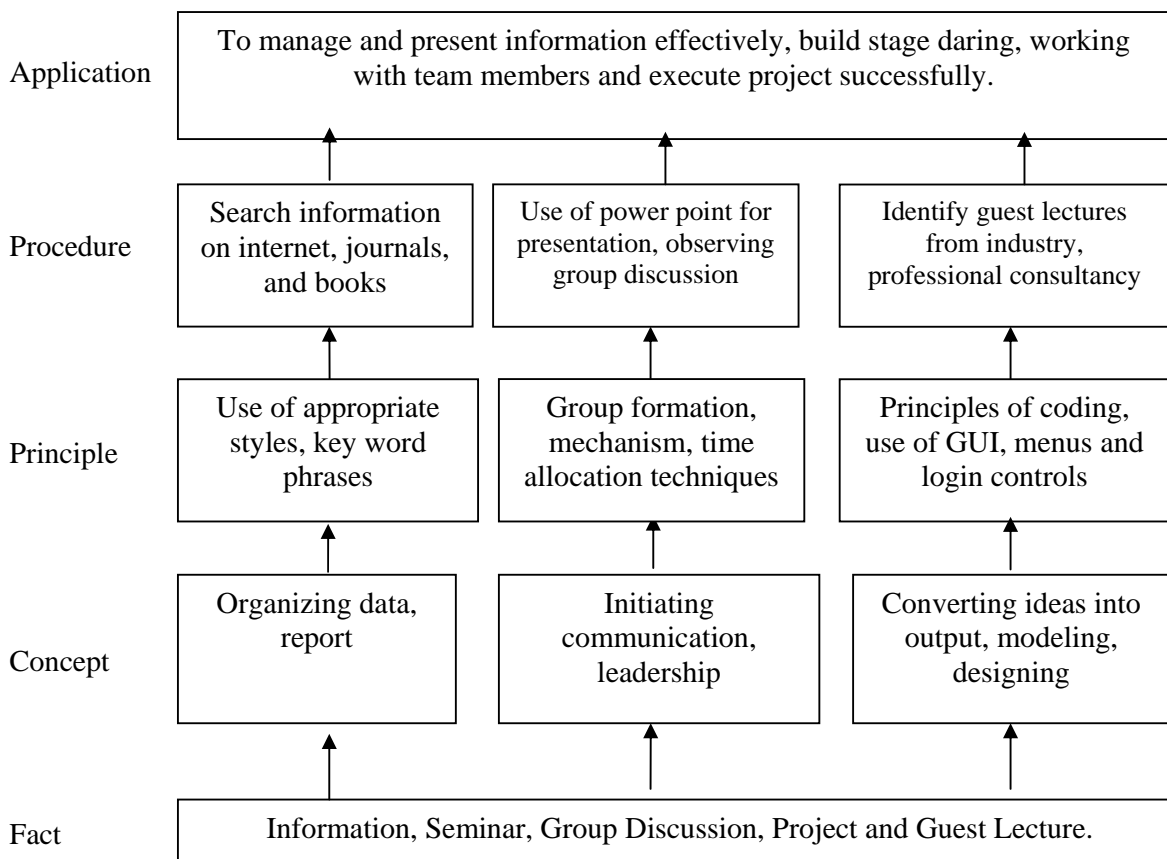 To manage and present information effectively, build stage daring, working
with team members and execute project successfully.
Application
Search information
on internet, journals,
and books
Use of power point for
presentation, observing
group discussion
Identify guest lectures
from industry,
professional consultancy
Procedure
Use of appropriate
styles, key word
phrases
Group formation,
mechanism, time
allocation techniques
Principles of coding,
use of GUI, menus and
login controls
Principle
Organizing data,
report
Initiating
communication,
leadership
Converting ideas into
output, modeling,
designing
Concept
Information, Seminar, Group Discussion, Project and Guest Lecture.
Fact